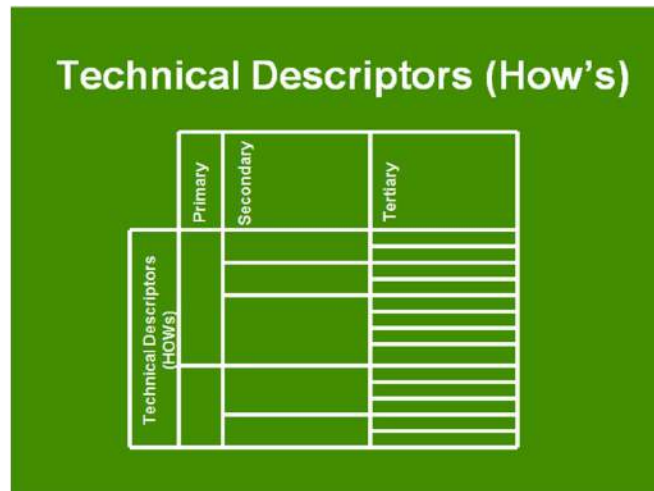 Technical Descriptors (How's)
Primary
Secondary
Tertiary
Technical Descriptors
(HOWs)